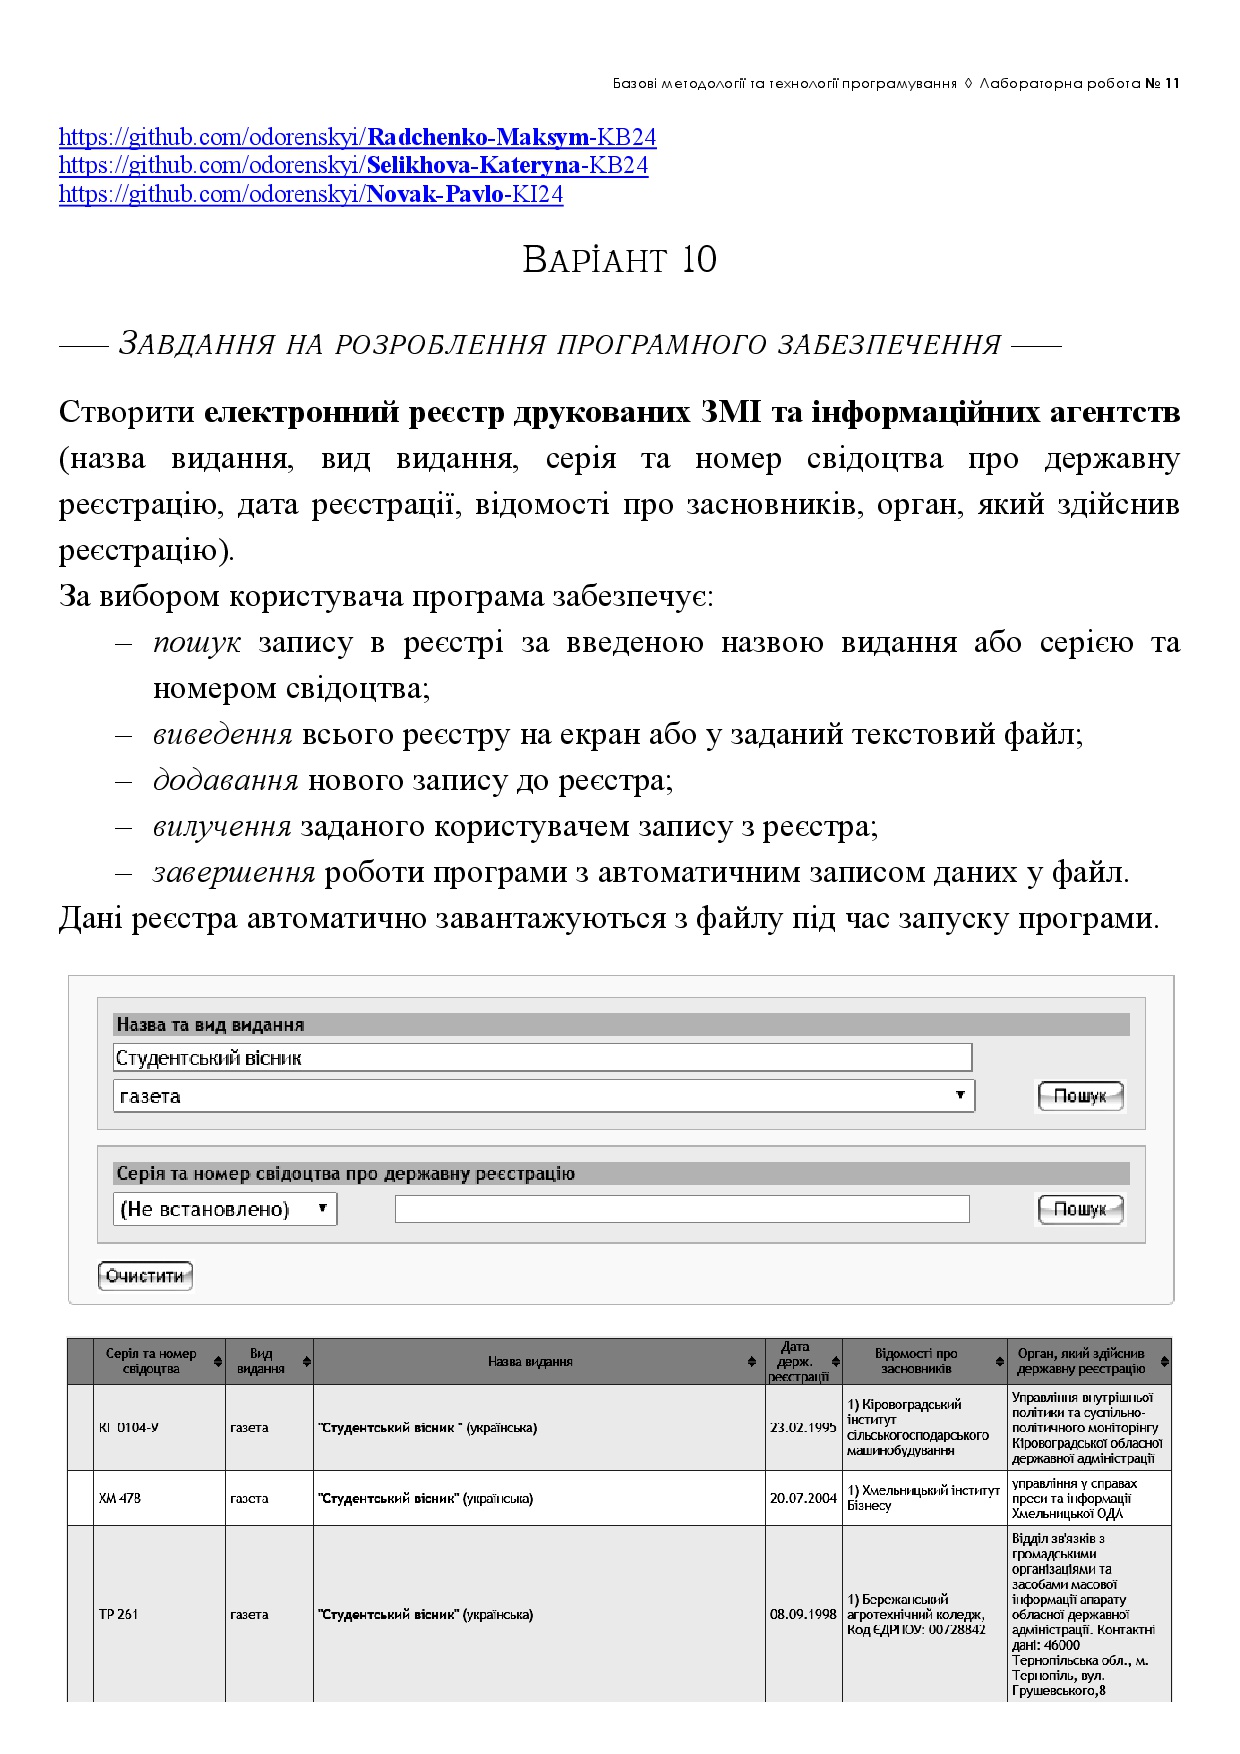 Базові методології та технології програмування ◊ Лабораторна робота № 11
https://github.com/odorenskyi/Radchenko-Maksym-KB24
https://github.com/odorenskyi/Selikhova-Kateryna-KB24
https://github.com/odorenskyi/Novak-Pavlo-KI24
ВАРІАНТ 10
— ЗАВДАННЯ НА РОЗРОБЛЕННЯ ПРОГРАМНОГО ЗАБЕЗПЕЧЕННЯ —
Створити електронний реєстр друкованих ЗМІ та інформаційних агентств
(назва видання, вид видання, серія та номер свідоцтва про державну
реєстрацію, дата реєстрації, відомості про засновників, орган, який здійснив
реєстрацію).
За вибором користувача програма забезпечує:
– пошук запису в реєстрі за введеною назвою видання або серією та
номером свідоцтва;
– виведення всього реєстру на екран або у заданий текстовий файл;
– додавання нового запису до реєстра;
– вилучення заданого користувачем запису з реєстра;
– завершення роботи програми з автоматичним записом даних у файл.
Дані реєстра автоматично завантажуються з файлу під час запуску програми.
Назва та вид видання
Студентський вісник
газета
Пошук
Серія та номер свідоцтва про державну реєстрацію
(Не встановлено)
Пошук
Очистити
Серія та номер
свідоцтва
Вид
видання
Назва видання
Дата
держ.
реєстрації
Відомості про
засновників
Орган, який здійснив
державну реєстрацію
КГ 0104-У
газета
"Студентський вісник " (українська)
23.02.1995
1) Кіровоградський
інститут
сільськогосподарського
машинобудування
Управління внутрішньої
політики та суспільно-
політичного моніторінгу
Кіровоградської обласної
державної адміністрації
ХМ 478
газета
"Студентський вісник" (українська)
20.07.2004
1) Хмельницький інститут
Бізнесу
управління у справах
преси та інформації
Хмельницької ОДА
ТР 261
газета
"Студентський вісник" (українська)
08.09.1998
1) Бережанський
агротехнічний коледж,
Код ЄДРПОУ: 00728842
Відділ зв'язків з
громадськими
організаціями та
засобами масової
інформації апарату
обласної державної
адміністрації. Контактні
дані: 46000
Тернопільська обл., м.
Тернопіль, вул.
Грушевського,8